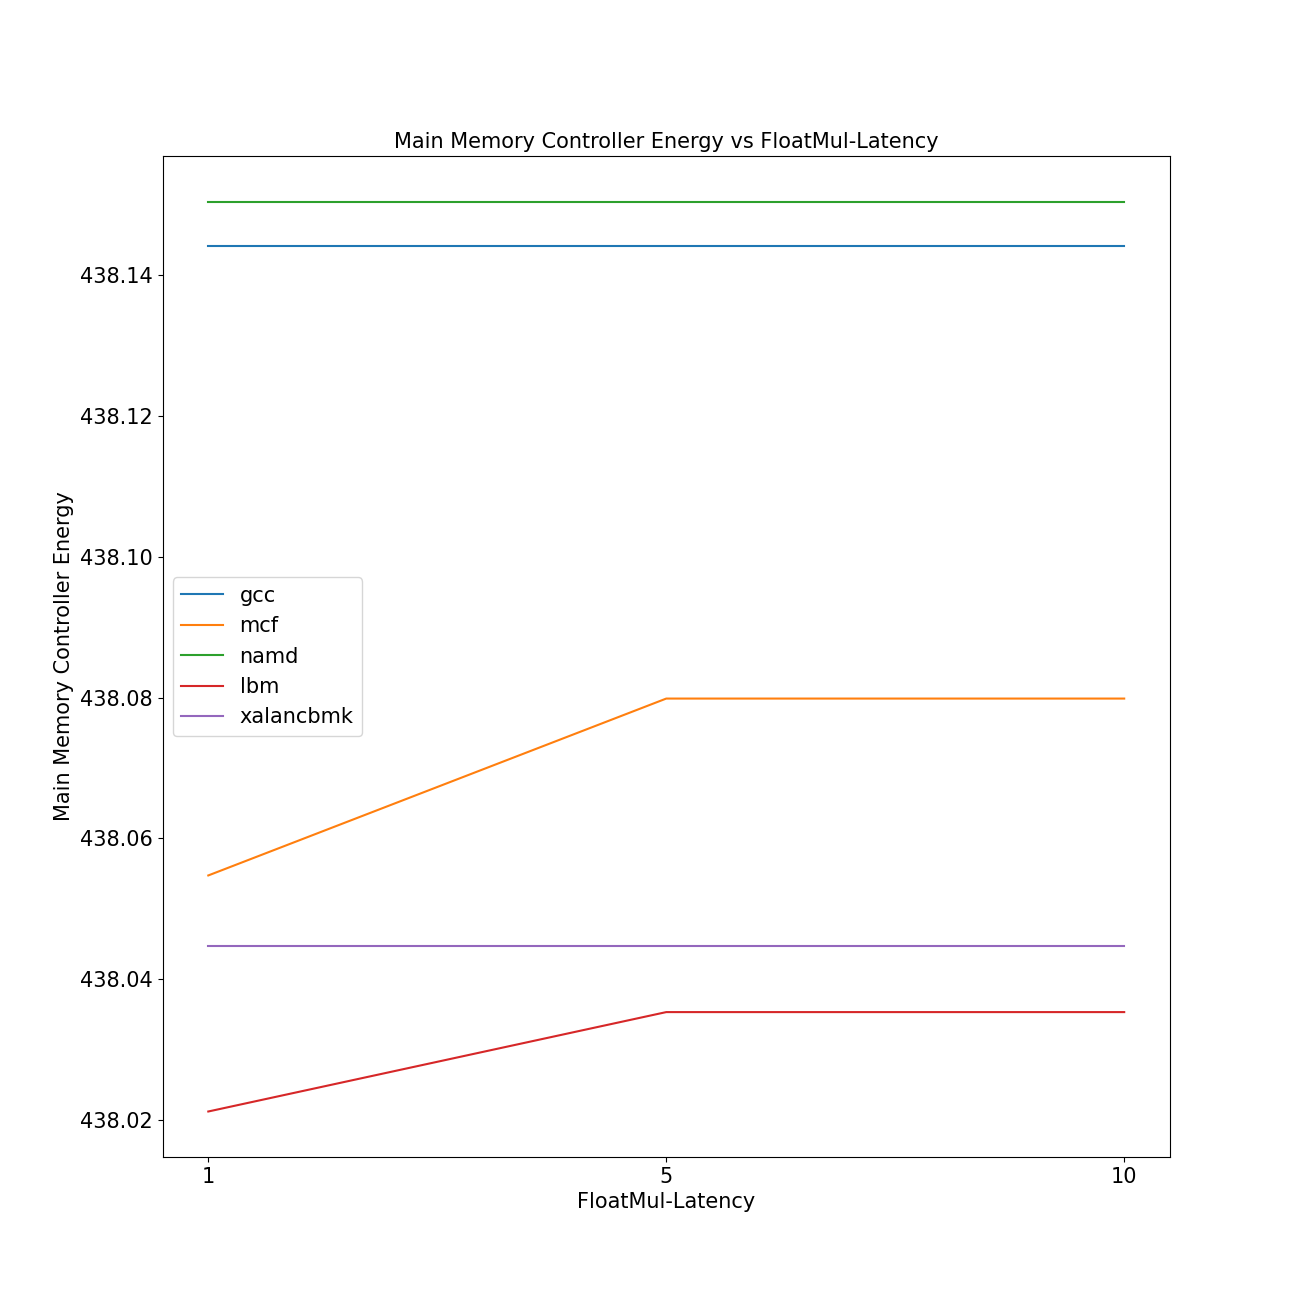 Main Memory Controller Energy vs FloatMul-Latency
Main Memory Controller Energy
438.14
438.12
438.10
438.08
438.06
438.04
438.02
gcc
mcf
namd
lbm
xalancbmk
1
5
10
FloatMul-Latency